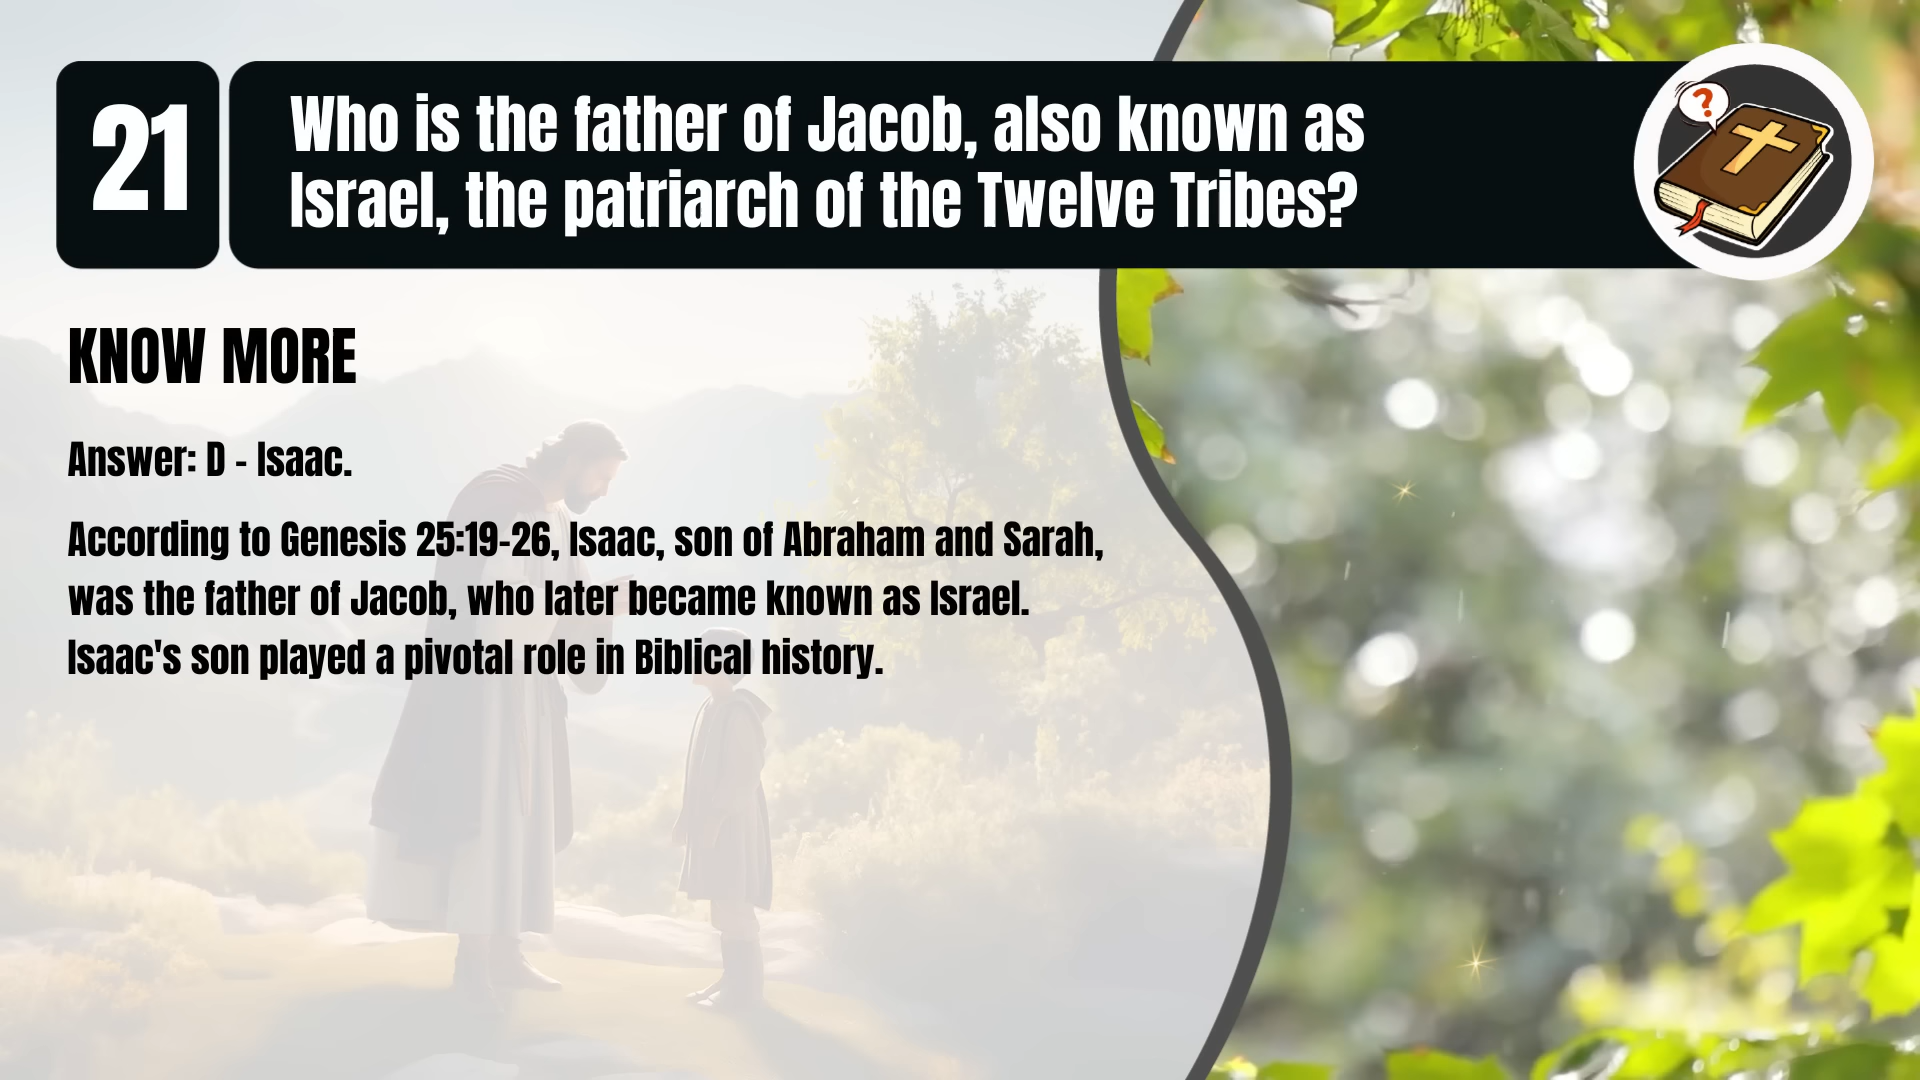 21
Who is the father of Jacob, also known as
Israel, the patriarch of the Twelve Tribes?
?
KNOW MORE
Answer: D - Isaac.
According to Genesis 25:19-26, Isaac, son of Abraham and Sarah,
was the father of Jacob, who later became known as Israel.
Isaac's son played a pivotal role in Biblical history.